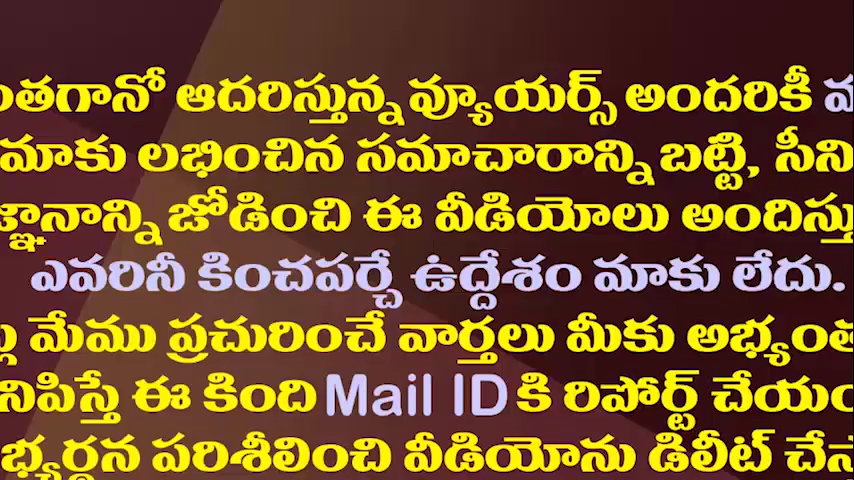 ంతగానో ఆదరిస్తున్న వ్యూయర్స్ అందరికీ
మాకు లభించిన సమాచారాన్ని బట్టి, సీని
జ్ఞానాన్ని జోడించి ఈ వీడియోలు అందిస్తు
ఎవరినీ కించపర్చే ఉద్దేశం మాకు లేదు.
మేము ప్రచురించే వార్తలు మీకు అభ్యంత
నిపిస్తే ఈ కింది Mail ID కి రిపోర్ట్ చేయం
భ్యర్థన పరిశీలించి వీడియోను డిలీట్ చేస